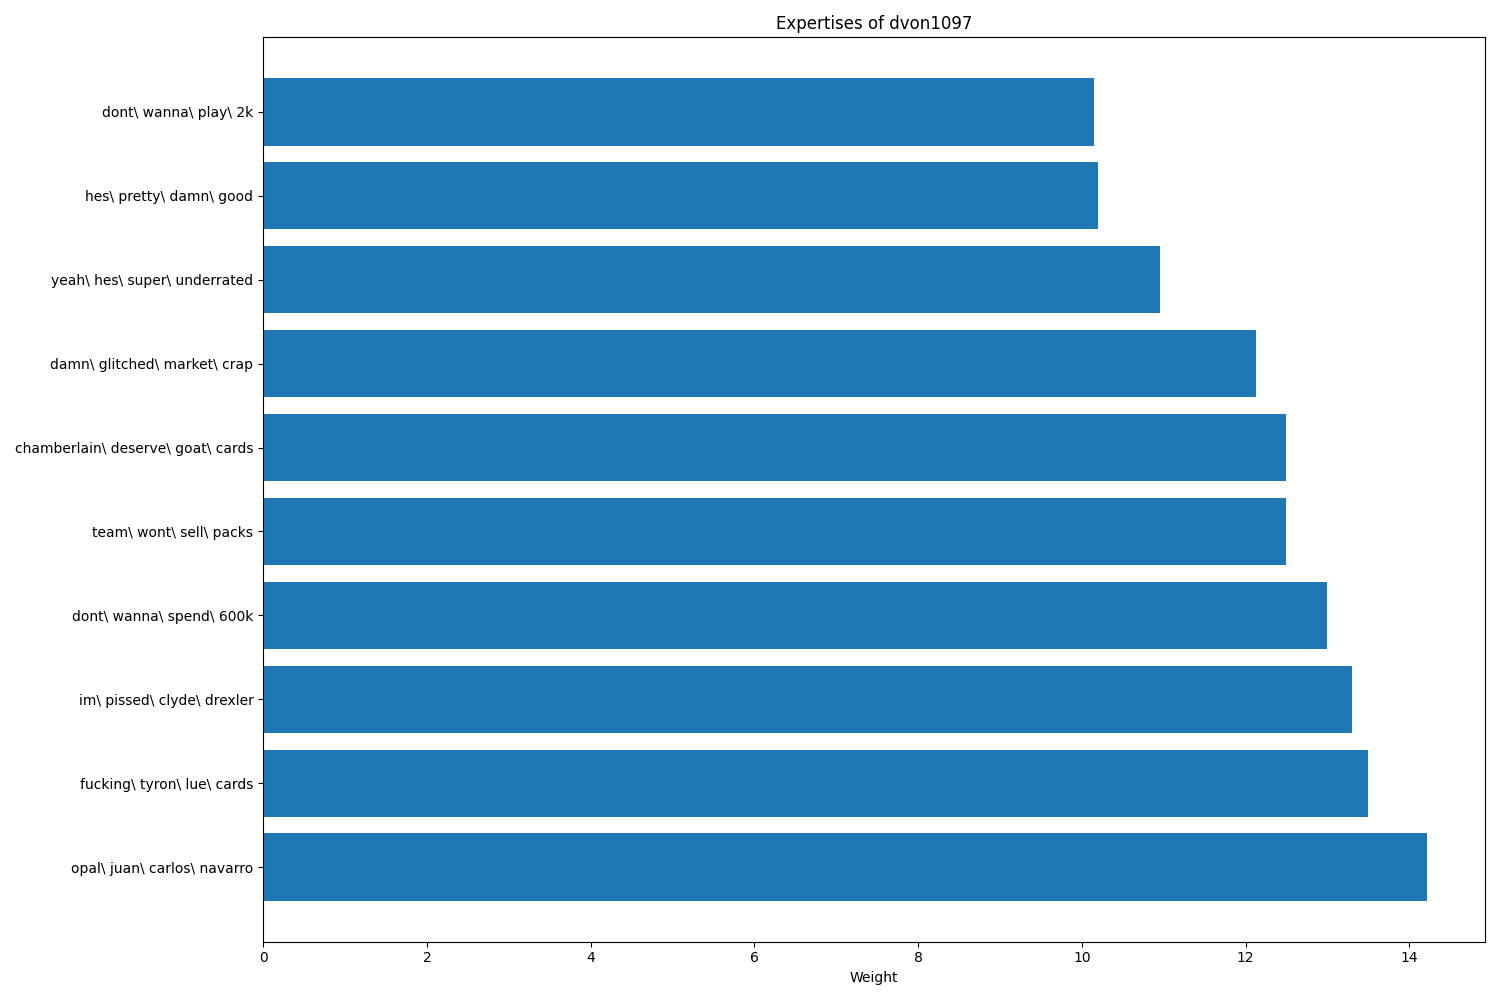 Expertises of dvon1097
dont\ wanna\ play\ 2k
hes\ pretty\ damn\ good
yeah\ hes\ super\ underrated
damn\ glitched\ market\ crap
chamberlain\ deserve\ goat\ cards
team\ wont\ sell\ packs
dont\ wanna\ spend\ 600k
im\ pissed\ clyde\ drexler
fucking\ tyron\ lue\ cards
opal\ juan\ carlos\ navarro
0 2 4 6 8 10 12 14
Weight